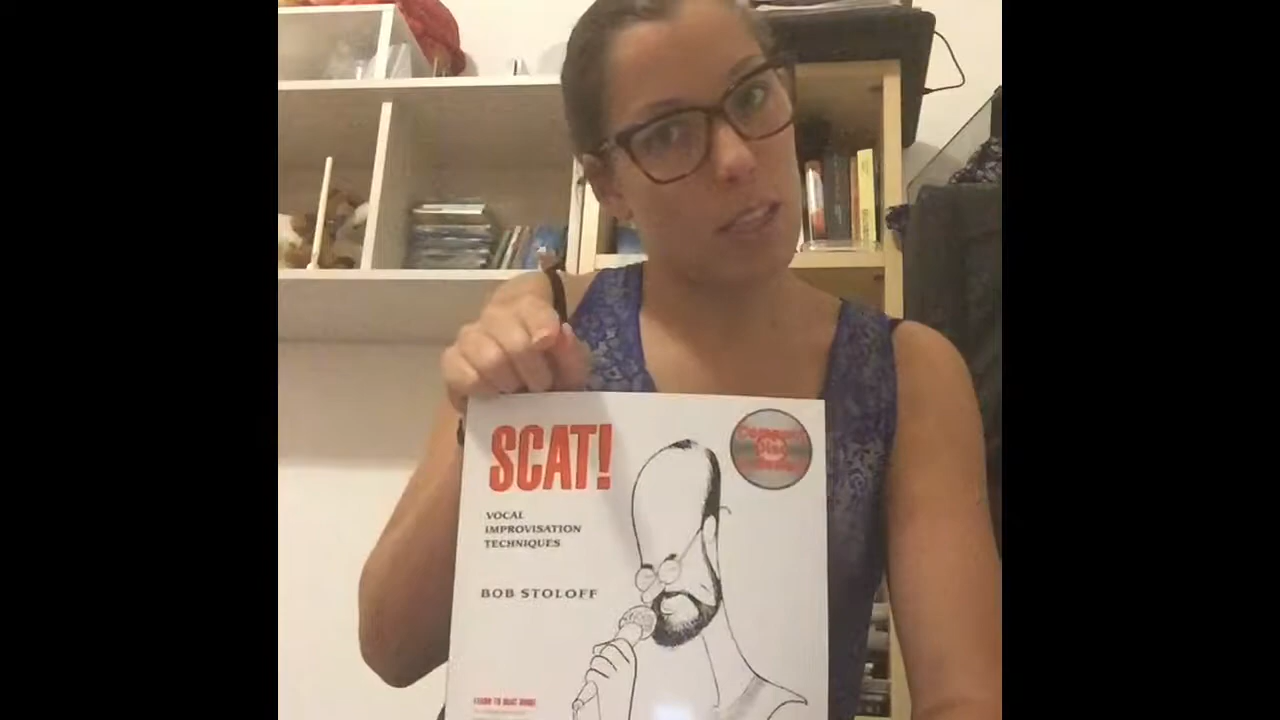 SCAT!
VOCAL
IMPROVISATION
TECHNIQUES
BOB STOLOFF